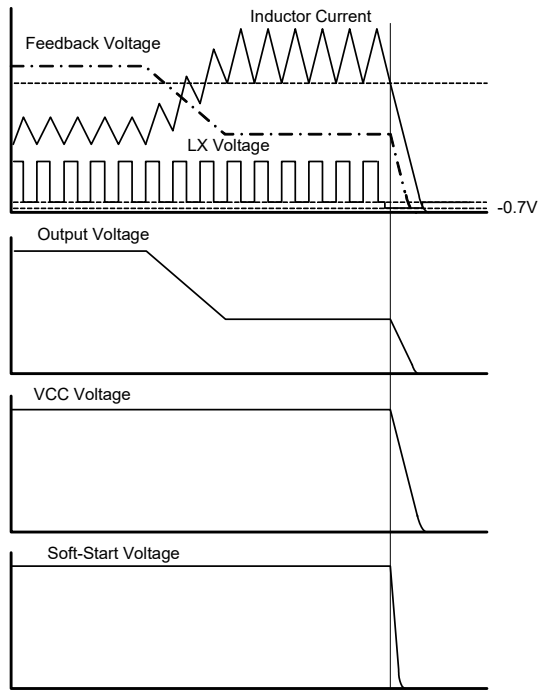 Inductor Current
Feedback Voltage
LX Voltage
-0.7V
Output Voltage
VCC Voltage
Soft-Start Voltage